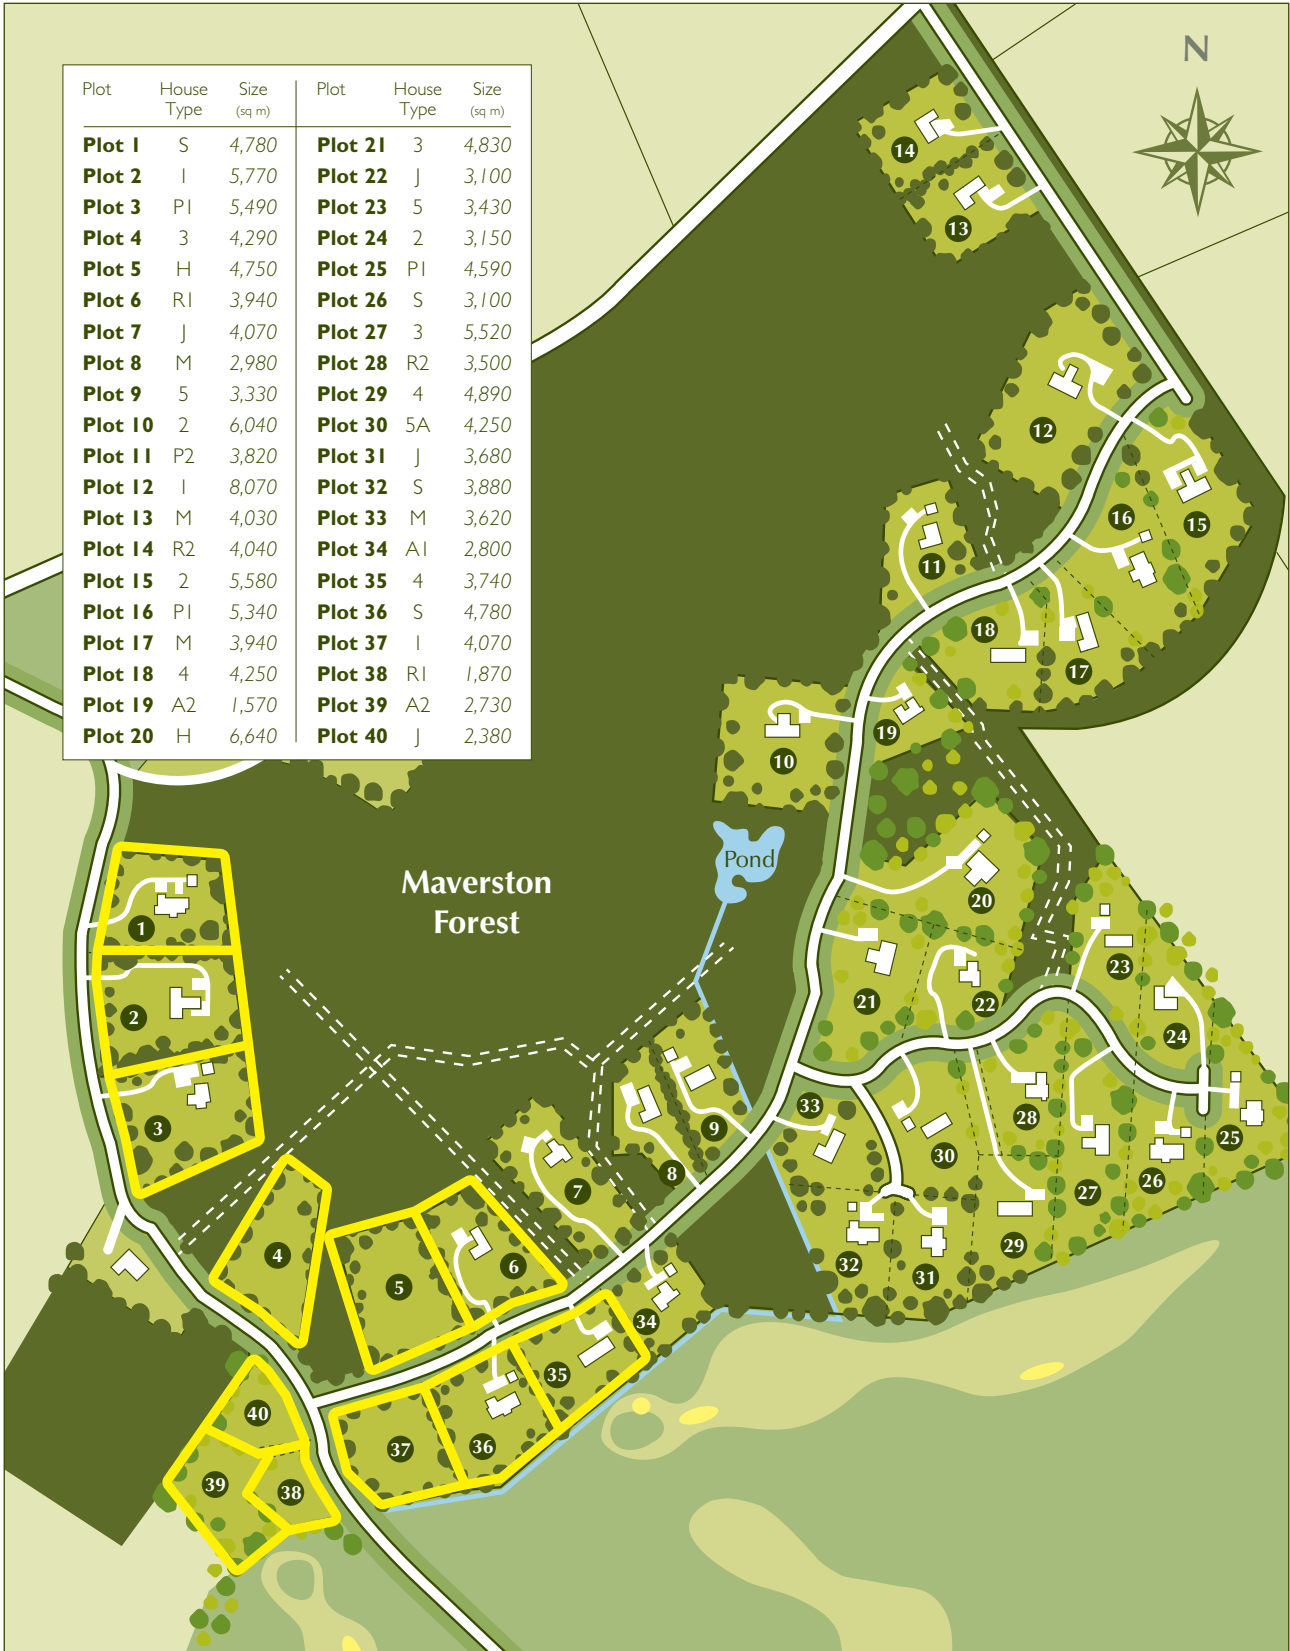 N
Plot House Size Plot House Size
Type (sq m) Type (sq m)
Plot 1 S 4,780 Plot 21 3 4,830
Plot 2 I 5,770 Plot 22 J 3,100
Plot 3 P1 5,490 Plot 23 5 3,430
Plot 4 3 4,290 Plot 24 2 3,150
Plot 5 H 4,750 Plot 25 P1 4,590
Plot 6 R1 3,940 Plot 26 S 3,100
Plot 7 J 4,070 Plot 27 3 5,520
Plot 8 M 2,980 Plot 28 R2 3,500
Plot 9 5 3,330 Plot 29 4 4,890
Plot 10 2 6,040 Plot 30 5A 4,250
Plot 11 P2 3,820 Plot 31 J 3,680
Plot 12 I 8,070 Plot 32 S 3,880
Plot 13 M 4,030 Plot 33 M 3,620
Plot 14 R2 4,040 Plot 34 A1 2,800
Plot 15 2 5,580 Plot 35 4 3,740
Plot 16 P1 5,340 Plot 36 S 4,780
Plot 17 M 3,940 Plot 37 I 4,070
Plot 18 4 4,250 Plot 38 R1 1,870
Plot 19 A2 1,570 Plot 39 A2 2,730
Plot 20 H 6,640 Plot 40 J 2,380
14
13
12
16
15
11
18
17
19
10
Pond
Maverston
Forest
20
1
23
21
22
2
24
33
28
3
9
25
30
8
26
7
27
29
4
6
32
31
5
34
35
40
37
36
39
38